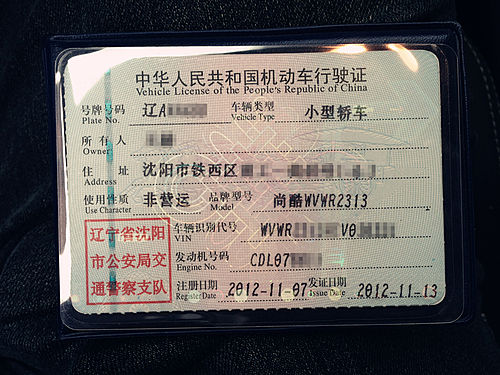 中华人民共和国机动车行驶证
Vehicle License of the People's Republic of China
号牌号码 辽A 车辆类型 小型轿车
Plate No. Vehicle Type
所有人
Owner
住址 沈阳市铁西区
Address
使用性质 非营运 品牌型号 尚酷WVWR2313
Use Character Model
辽宁省沈阳
市公安局交
通警察支队
车辆识别代号 WVWR V0
VIN
发动机号码 CDL07
Engine No.
注册日期 2012-11-07 发证日期 2012-11-13
Register Date Issue Date